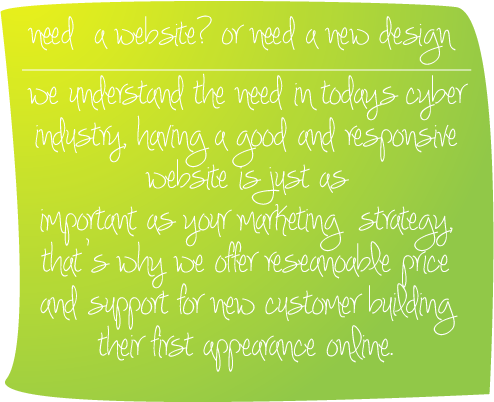 need a website? or need a new design
we understand the need in todays cyber
industry, having a good and responsive
website is just as
important as your marketing strategy,
that's why we offer reseanoable price
and support for new customer building
their first appearance online.